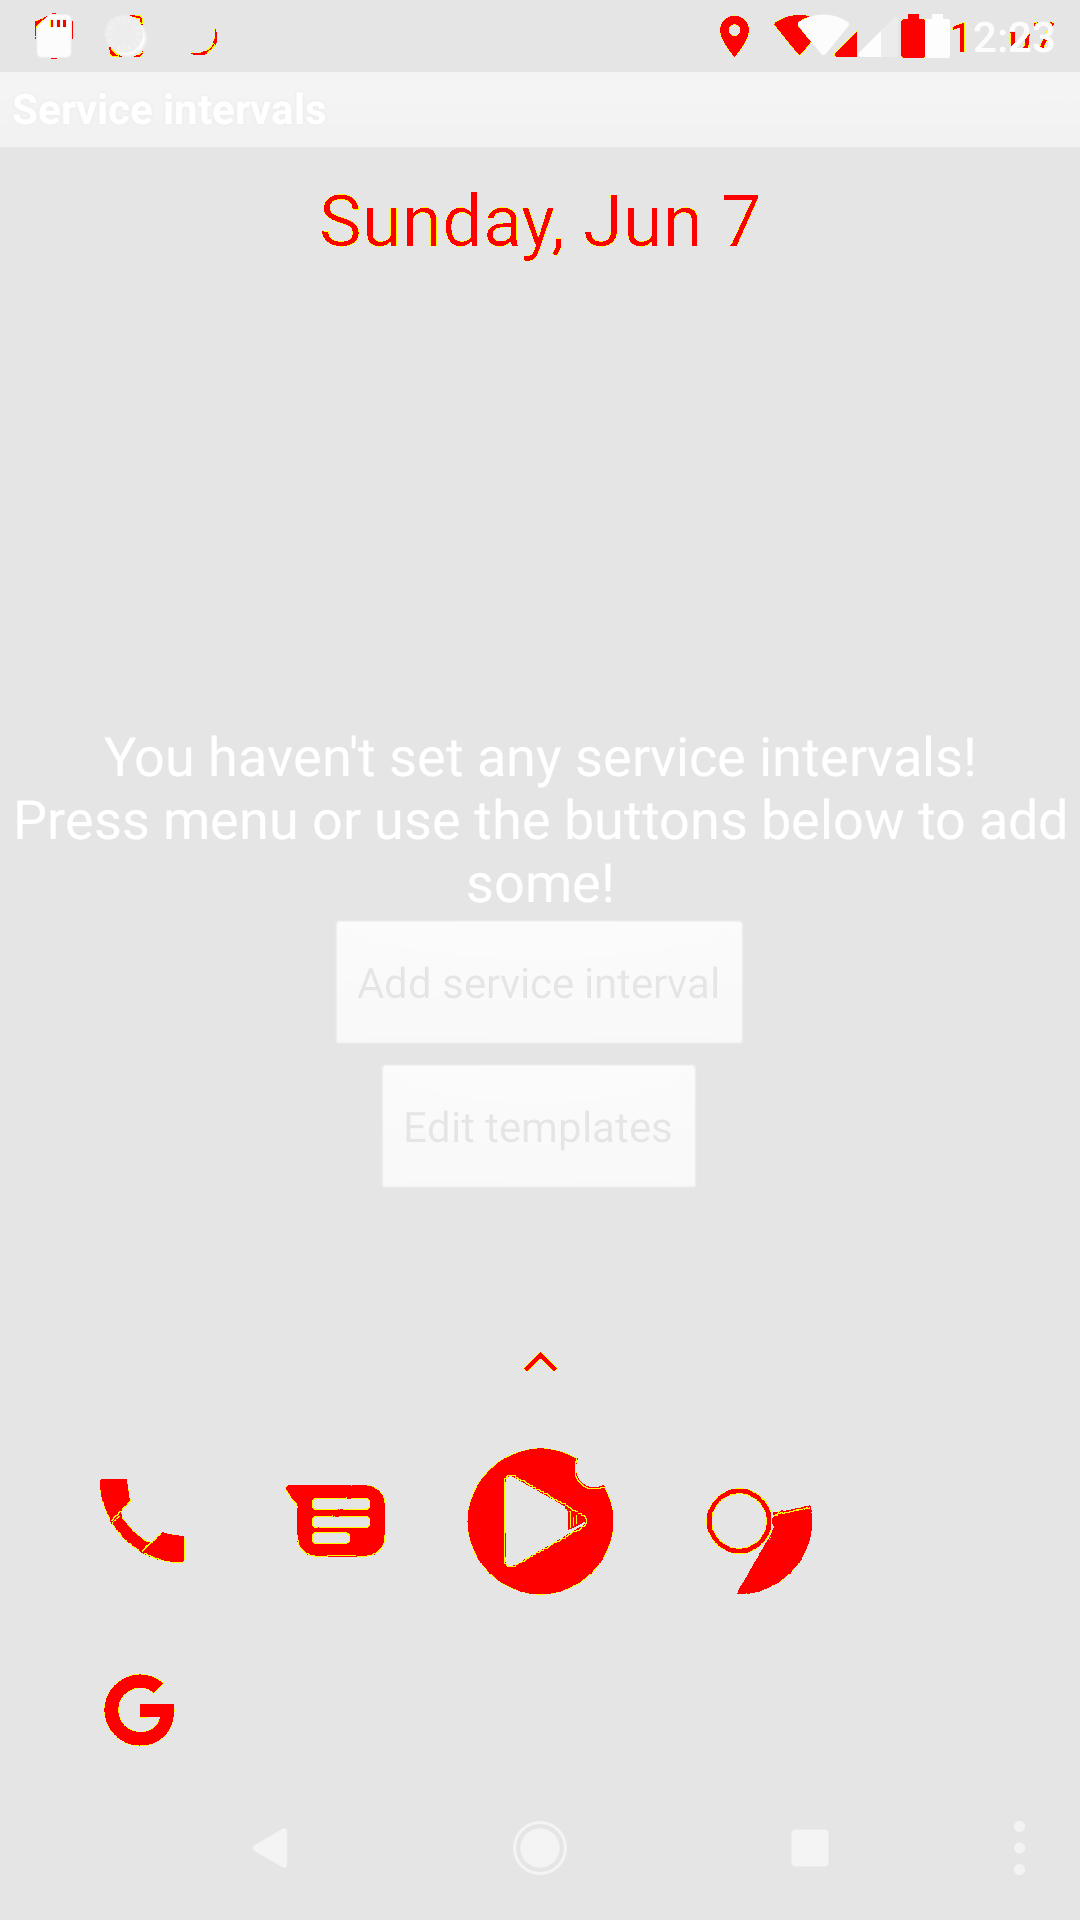 2:23
Service intervals
Sunday, Jun 7
You haven't set any service intervals!
Press menu or use the buttons below to add
some!
Add service interval
Edit templates
G